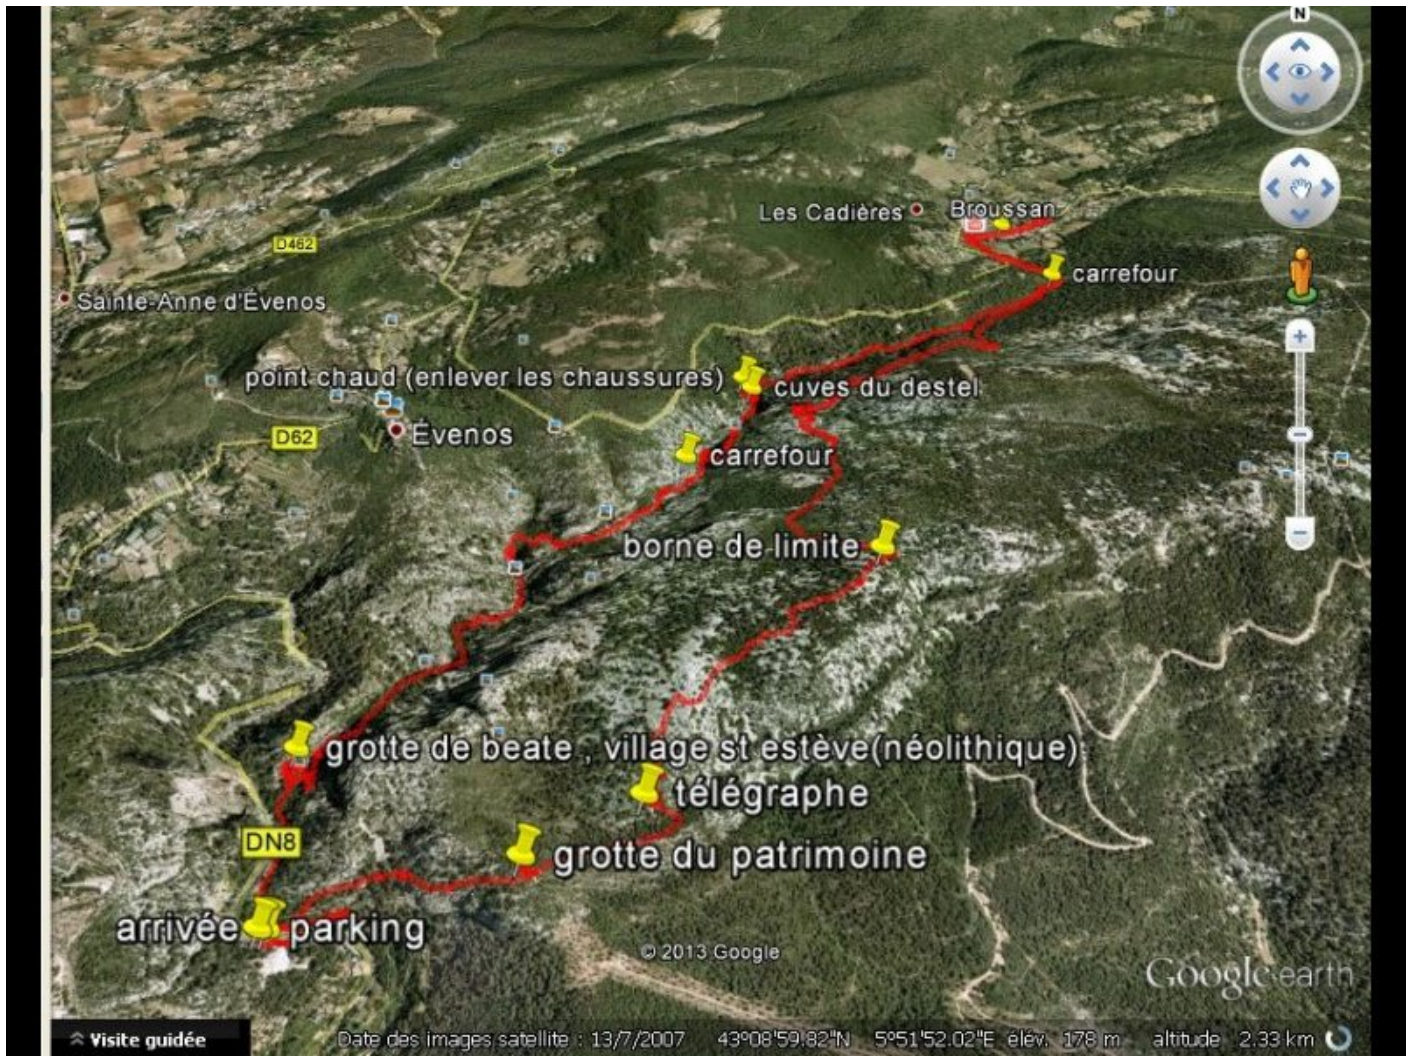 N
Les Cadières
Broussan
D462
carrefour
Sainte-Anne d'Évenos
point chaud (enlever les chaussures)
cuves du destel
D62
Évenos
carrefour
borne de limite
grotte de beate , village st estève(néolithique)
télégraphe
DN8
grotte du patrimoine
arrivée
parking
© 2013 Google
Google earth
Visite guidée
Date des images satellite : 13/7/2007 43°08'59.82"N 5°51'52.02"E élév. 178 m altitude 2.33 km